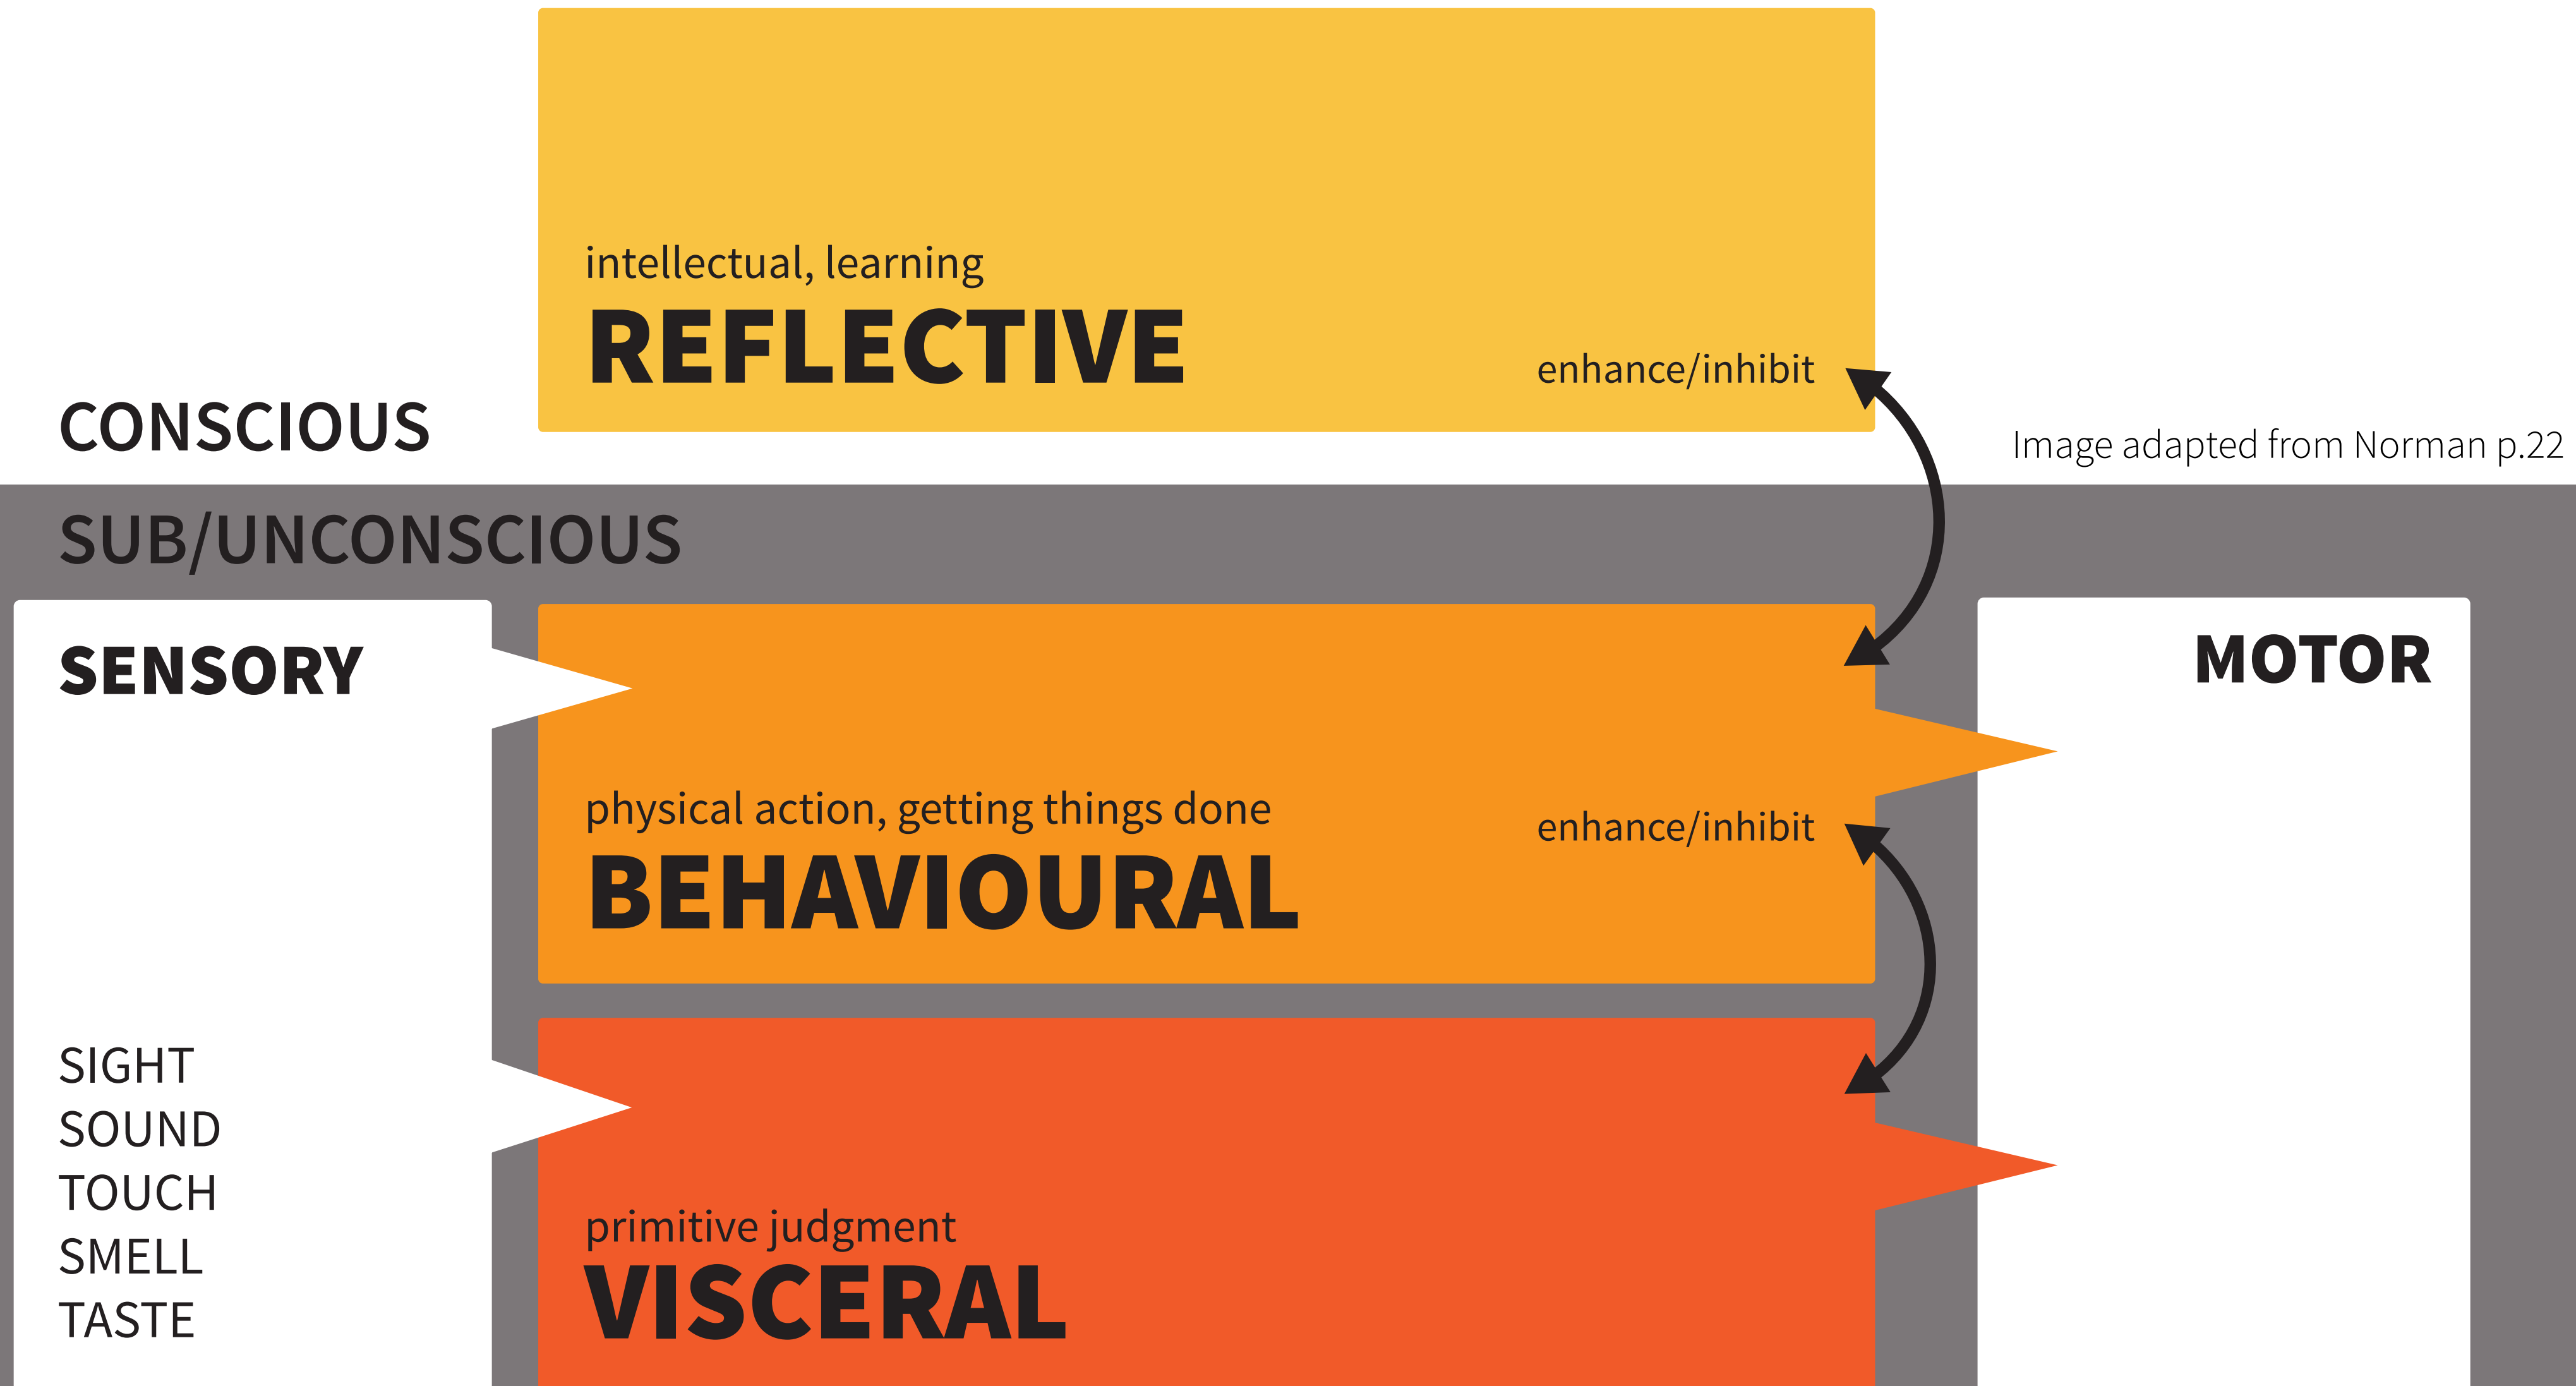 intellectual, learning
REFLECTIVE
enhance/inhibit
CONSCIOUS
Image adapted from Norman p.22
SUB/UNCONSCIOUS
SENSORY
MOTOR
physical action, getting things done
BEHAVIOURAL
enhance/inhibit
SIGHT
SOUND
TOUCH
SMELL
TASTE
primitive judgment
VISCERAL